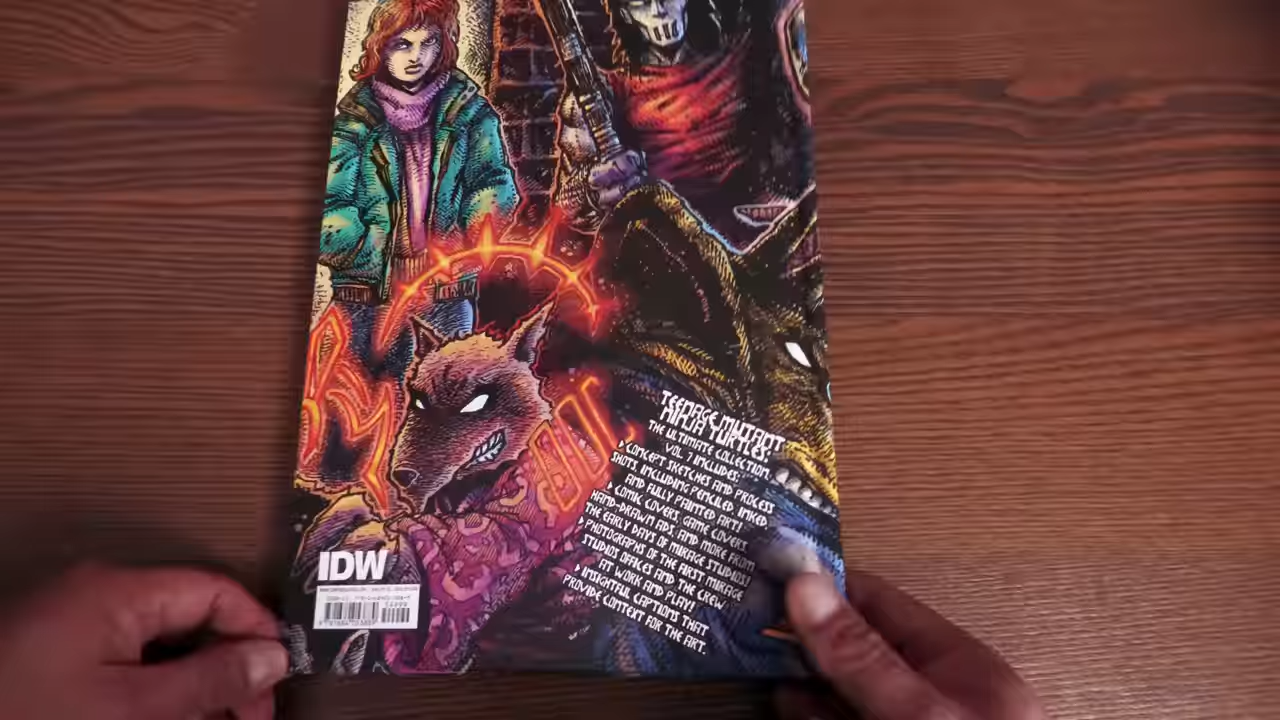 TEENAGE MUTANT
NINJA TURTLES:
THE ULTIMATE COLLECTION,
VOL. 7 INCLUDES:
CONCEPT SKETCHES AND PROCESS
SHOTS, INCLUDING PENCILED, INKED,
AND FULLY PAINTED ART!
COMIC COVERS, GAME COVERS,
HAND-DRAWN ADS, AND MORE FROM
THE EARLY DAYS OF MIRAGE STUDIOS!
PHOTOGRAPHS OF THE FIRST MIRAGE
STUDIOS OFFICES AND THE CREW
AT WORK AND PLAY!
INSIGHTFUL CAPTIONS THAT
PROVIDE CONTEXT FOR THE ART.
IDW